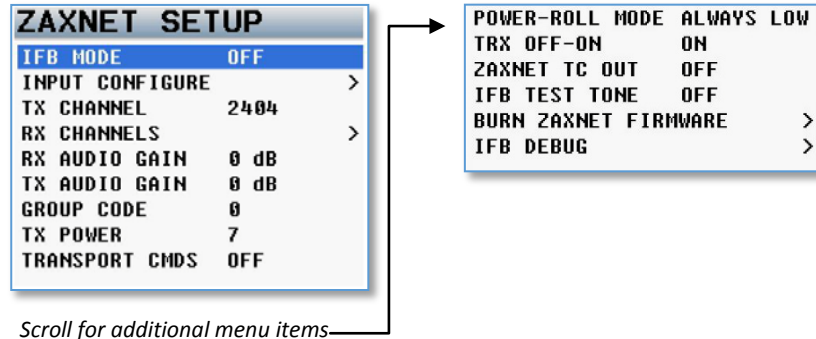 ZAXNET SETUP
IFB MODE OFF
INPUT CONFIGURE >
TX CHANNEL 2404
RX CHANNELS >
RX AUDIO GAIN 0 dB
TX AUDIO GAIN 0 dB
GROUP CODE 0
TX POWER 7
TRANSPORT CMDS OFF
Scroll for additional menu items
POWER-ROLL MODE ALWAYS LOW
TRX OFF-ON ON
ZAXNET TC OUT OFF
IFB TEST TONE OFF
BURN ZAXNET FIRMWARE >
IFB DEBUG >